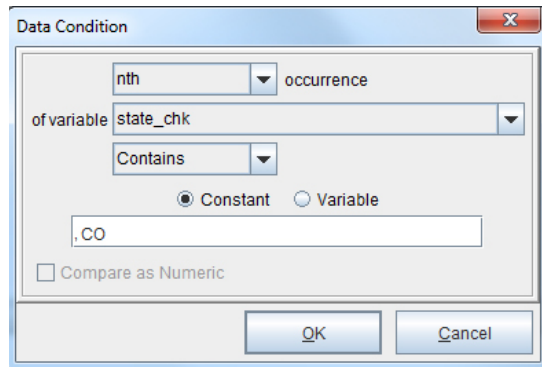 Data Condition
nth occurrence
of variable state_chk
Contains
Constant Variable
, CO
Compare as Numeric
OK Cancel